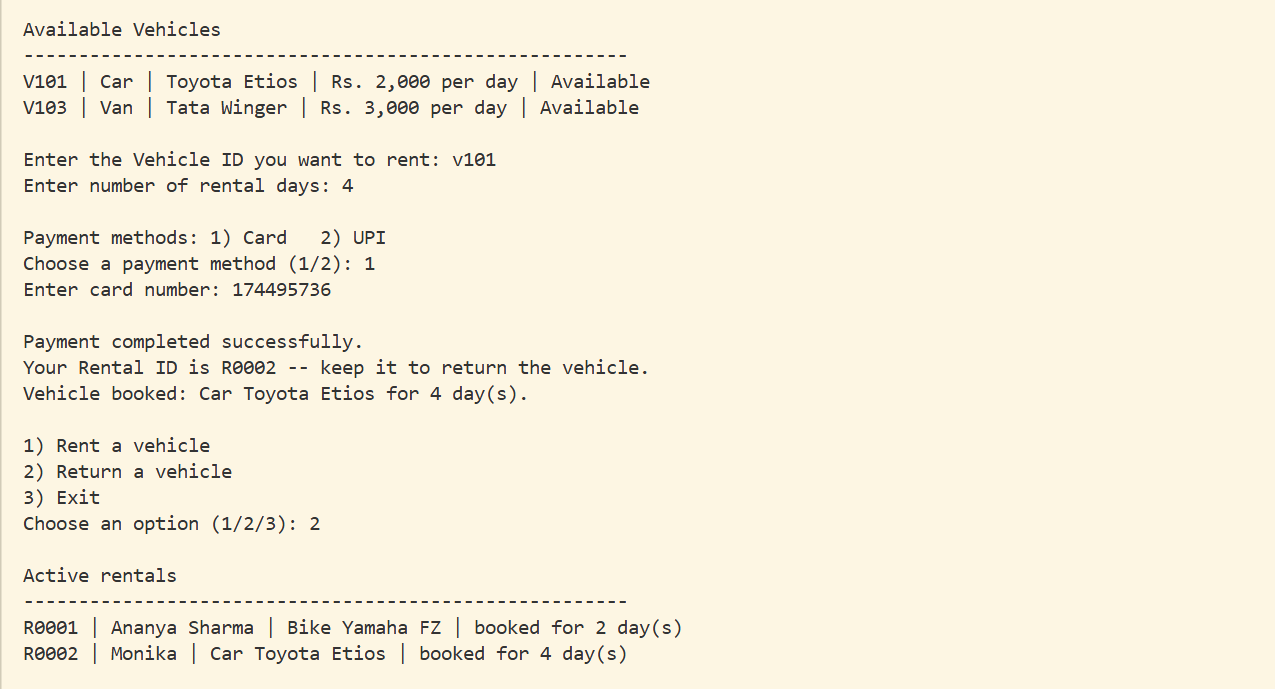 Available Vehicles
-------------------------------------------------------
V101 | Car | Toyota Etios | Rs. 2,000 per day | Available
V103 | Van | Tata Winger | Rs. 3,000 per day | Available
Enter the Vehicle ID you want to rent: v101
Enter number of rental days: 4
Payment methods: 1) Card   2) UPI
Choose a payment method (1/2): 1
Enter card number: 174495736
Payment completed successfully.
Your Rental ID is R0002 -- keep it to return the vehicle.
Vehicle booked: Car Toyota Etios for 4 day(s).
1) Rent a vehicle
2) Return a vehicle
3) Exit
Choose an option (1/2/3): 2
Active rentals
-------------------------------------------------------
R0001 | Ananya Sharma | Bike Yamaha FZ | booked for 2 day(s)
R0002 | Monika | Car Toyota Etios | booked for 4 day(s)